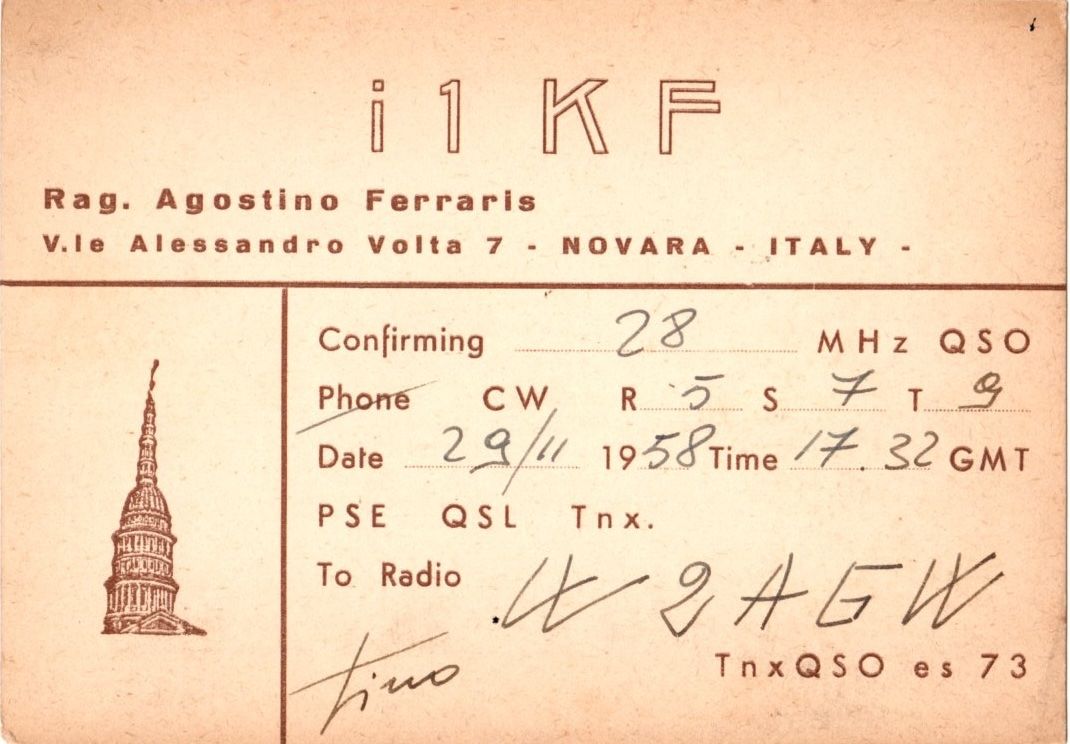 i1KF
Rag. Agostino Ferraris
V.le Alessandro Volta 7 - NOVARA - ITALY -
Confirming 28 MHz QSO
Phone CW R 5 S 7 T 9
Date 29/11 1958 Time 17.32 GMT
PSE QSL Tnx.
To Radio W2AGW
TnxQSO es 73
Tino